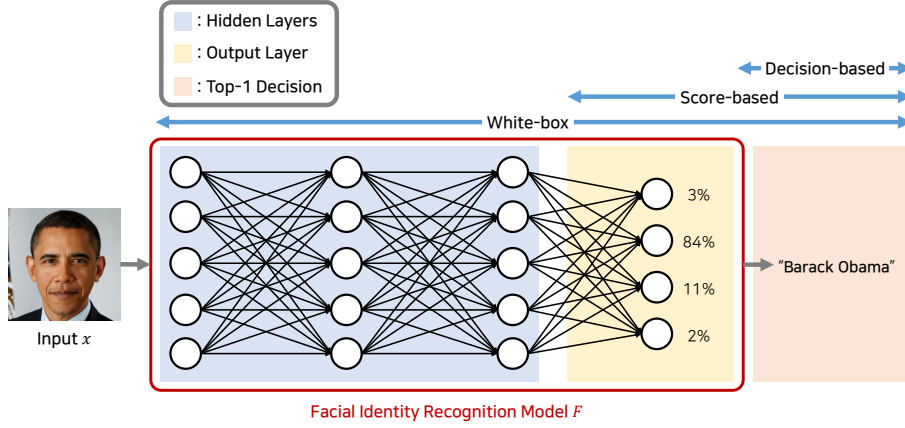 : Hidden Layers
: Output Layer
: Top-1 Decision
Decision-based
Score-based
White-box
3%
84%
11%
2%
"Barack Obama"
Input x
Facial Identity Recognition Model F